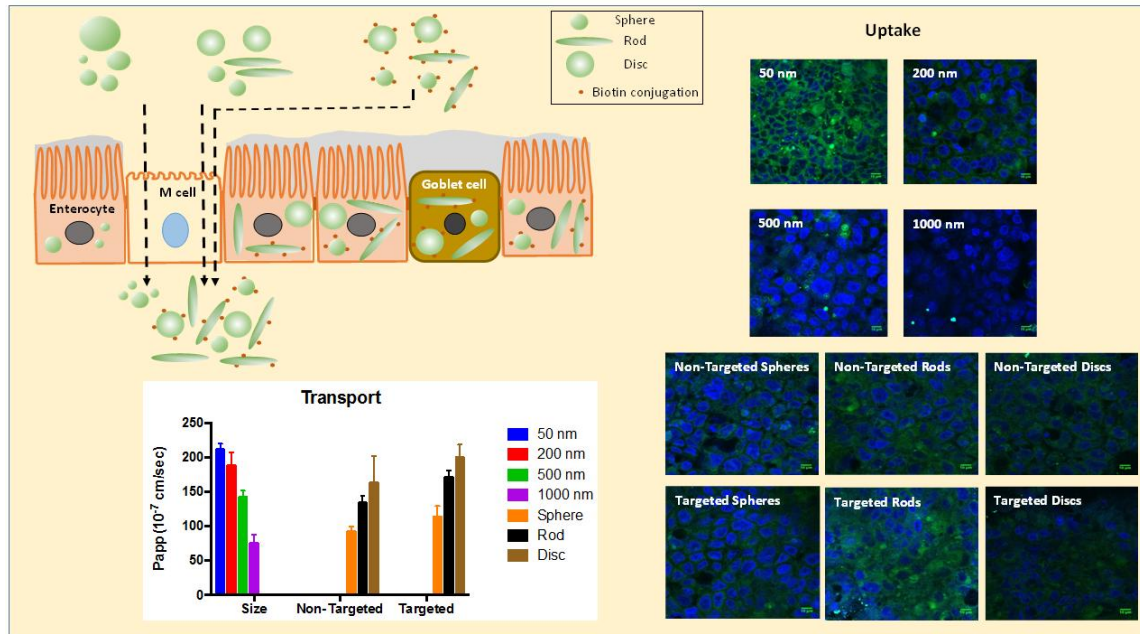 Sphere
Rod
Disc
Biotin conjugation
Uptake
50 nm
200 nm
500 nm
1000 nm
Enterocyte
M cell
Goblet cell
Non-Targeted Spheres
Non-Targeted Rods
Non-Targeted Discs
Targeted Spheres
Targeted Rods
Targeted Discs
Transport
Papp (10⁻⁷ cm/sec)
250
200
150
100
50
0
Size
Non-Targeted
Targeted
50 nm
200 nm
500 nm
1000 nm
Sphere
Rod
Disc